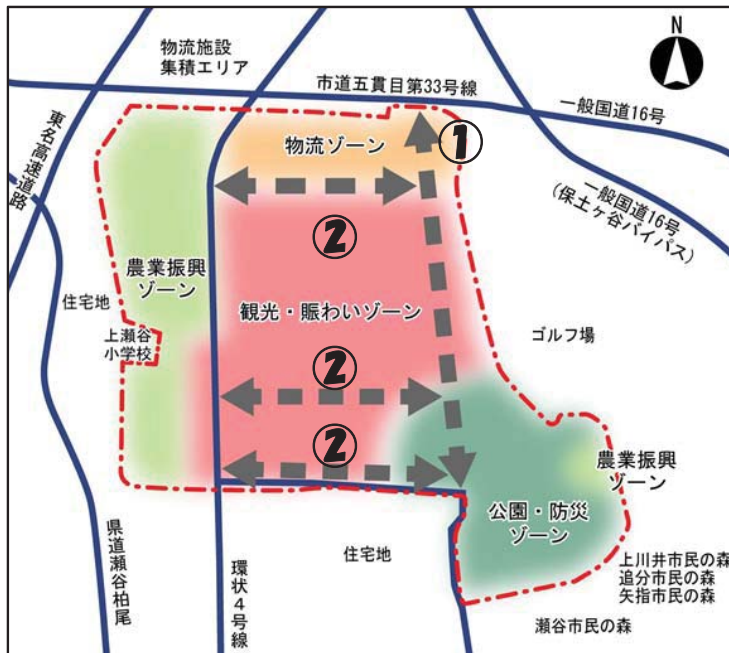 物流施設
集積エリア
N
市道五貫目第33号線
一般国道16号
東名高速道路
物流ゾーン
①
一般国道16号
(保土ヶ谷バイパス)
②
農業振興
ゾーン
住宅地
観光・賑わいゾーン
上瀬谷
小学校
ゴルフ場
②
②
農業振興
ゾーン
公園・防災
ゾーン
県道瀬谷柏尾
環状4号線
住宅地
上川井市民の森
追分市民の森
矢指市民の森
瀬谷市民の森